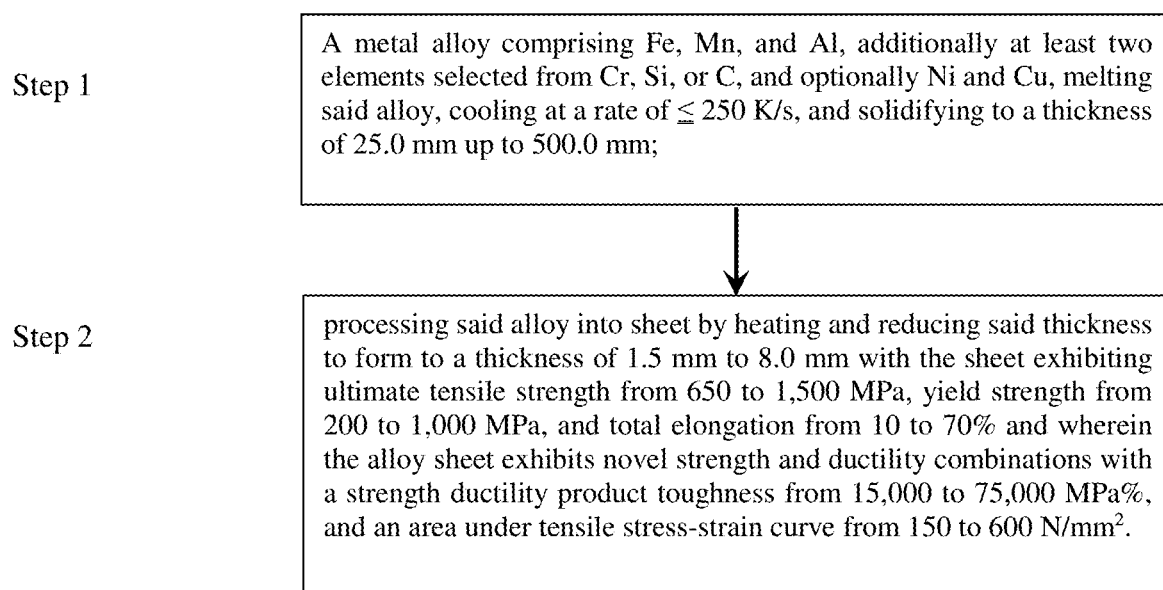 Step 1
A metal alloy comprising Fe, Mn, and Al, additionally at least two
elements selected from Cr, Si, or C, and optionally Ni and Cu, melting
said alloy, cooling at a rate of ≤ 250 K/s, and solidifying to a thickness
of 25.0 mm up to 500.0 mm;
Step 2
processing said alloy into sheet by heating and reducing said thickness
to form to a thickness of 1.5 mm to 8.0 mm with the sheet exhibiting
ultimate tensile strength from 650 to 1,500 MPa, yield strength from
200 to 1,000 MPa, and total elongation from 10 to 70% and wherein
the alloy sheet exhibits novel strength and ductility combinations with
a strength ductility product toughness from 15,000 to 75,000 MPa%,
and an area under tensile stress-strain curve from 150 to 600 N/mm².